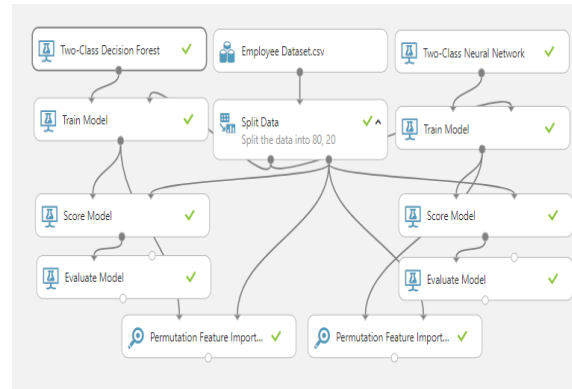 Two-Class Decision Forest
Employee Dataset.csv
Two-Class Neural Network
Train Model
Split Data
Split the data into 80, 20
Train Model
Score Model
Score Model
Evaluate Model
Evaluate Model
Permutation Feature Import...
Permutation Feature Import...